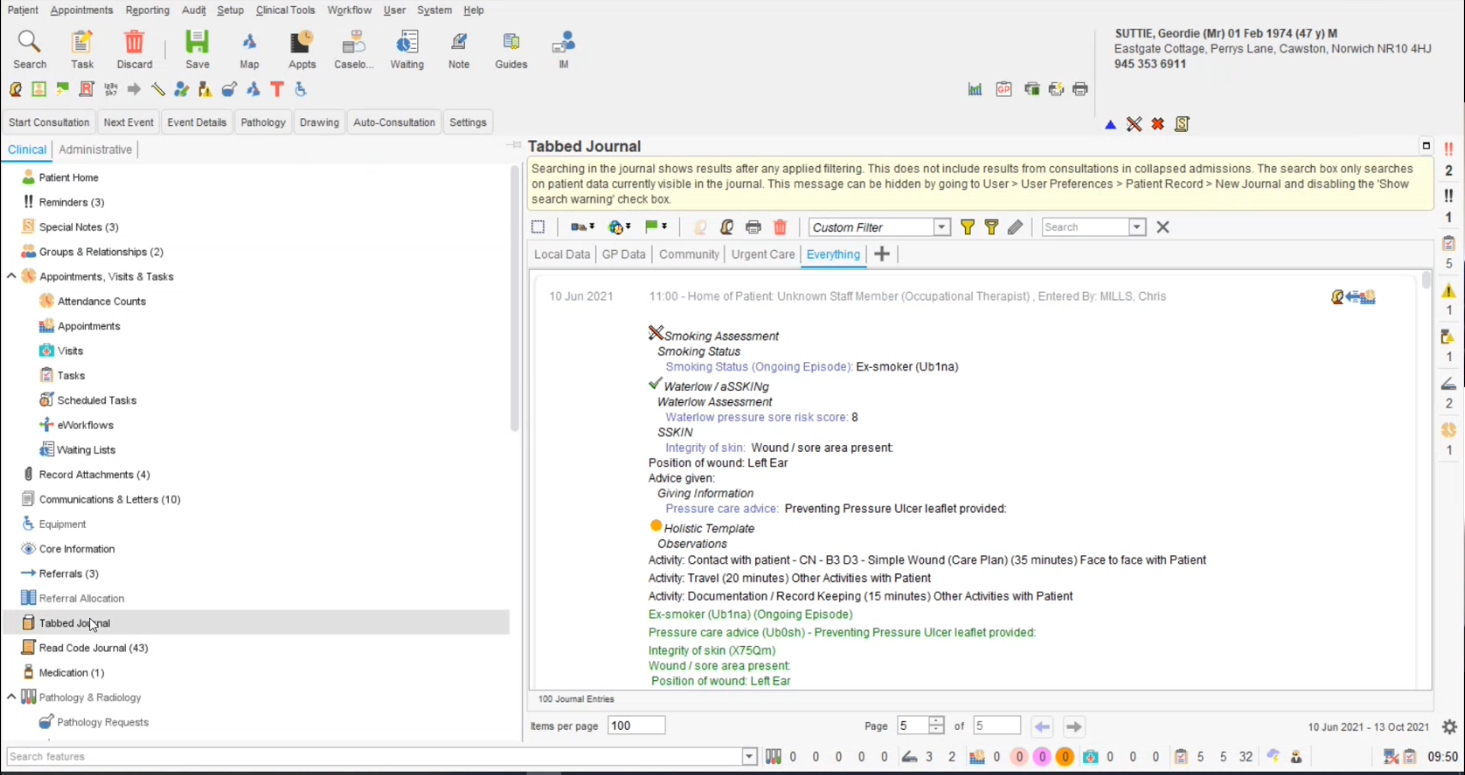 Patient Appointments Reporting Audit Setup Clinical Tools Workflow User System Help
Search Task Discard Save Map Appts Caselo... Waiting Note Guides IM
SUTTIE, Geordie (Mr) 01 Feb 1974 (47 y) M
Eastgate Cottage, Perrys Lane, Cawston, Norwich NR10 4HJ
945 353 6911
Start Consultation Next Event Event Details Pathology Drawing Auto-Consultation Settings
Clinical Administrative
Patient Home
Reminders (3)
Special Notes (3)
Groups & Relationships (2)
Appointments, Visits & Tasks
Attendance Counts
Appointments
Visits
Tasks
Scheduled Tasks
eWorkflows
Waiting Lists
Record Attachments (4)
Communications & Letters (10)
Equipment
Core Information
Referrals (3)
Referral Allocation
Tabbed Journal
Read Code Journal (43)
Medication (1)
Pathology & Radiology
Pathology Requests
Tabbed Journal
Searching in the journal shows results after any applied filtering. This does not include results from consultations in collapsed admissions. The search box only searches
on patient data currently visible in the journal. This message can be hidden by going to User > User Preferences > Patient Record > New Journal and disabling the 'Show
search warning' check box.
Custom Filter Search
Local Data GP Data Community Urgent Care Everything
10 Jun 2021 11:00 - Home of Patient: Unknown Staff Member (Occupational Therapist) , Entered By: MILLS, Chris
Smoking Assessment
Smoking Status
Smoking Status (Ongoing Episode): Ex-smoker (Ub1na)
Waterlow / aSSKINg
Waterlow Assessment
Waterlow pressure sore risk score: 8
SSKIN
Integrity of skin: Wound / sore area present:
Position of wound: Left Ear
Advice given:
Giving Information
Pressure care advice: Preventing Pressure Ulcer leaflet provided:
Holistic Template
Observations
Activity: Contact with patient - CN - B3 D3 - Simple Wound (Care Plan) (35 minutes) Face to face with Patient
Activity: Travel (20 minutes) Other Activities with Patient
Activity: Documentation / Record Keeping (15 minutes) Other Activities with Patient
Ex-smoker (Ub1na) (Ongoing Episode)
Pressure care advice (Ub0sh) - Preventing Pressure Ulcer leaflet provided:
Integrity of skin (X75Qm)
Wound / sore area present:
Position of wound: Left Ear
100 Journal Entries
Items per page 100 Page 5 of 5 10 Jun 2021 - 13 Oct 2021
2
1
5
1
1
2
1
Search features 0 0 0 0 0 3 2 0 0 0 0 0 0 0 5 5 32 09:50